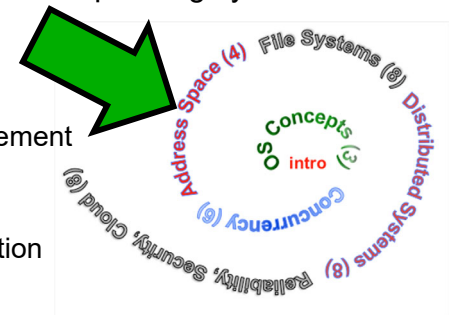 ement
tion
intro
OS Concepts (3)
Concurrency (6)
Address Space (4)
File Systems (8)
Distributed Systems (8)
Reliability, Security, Cloud (8)